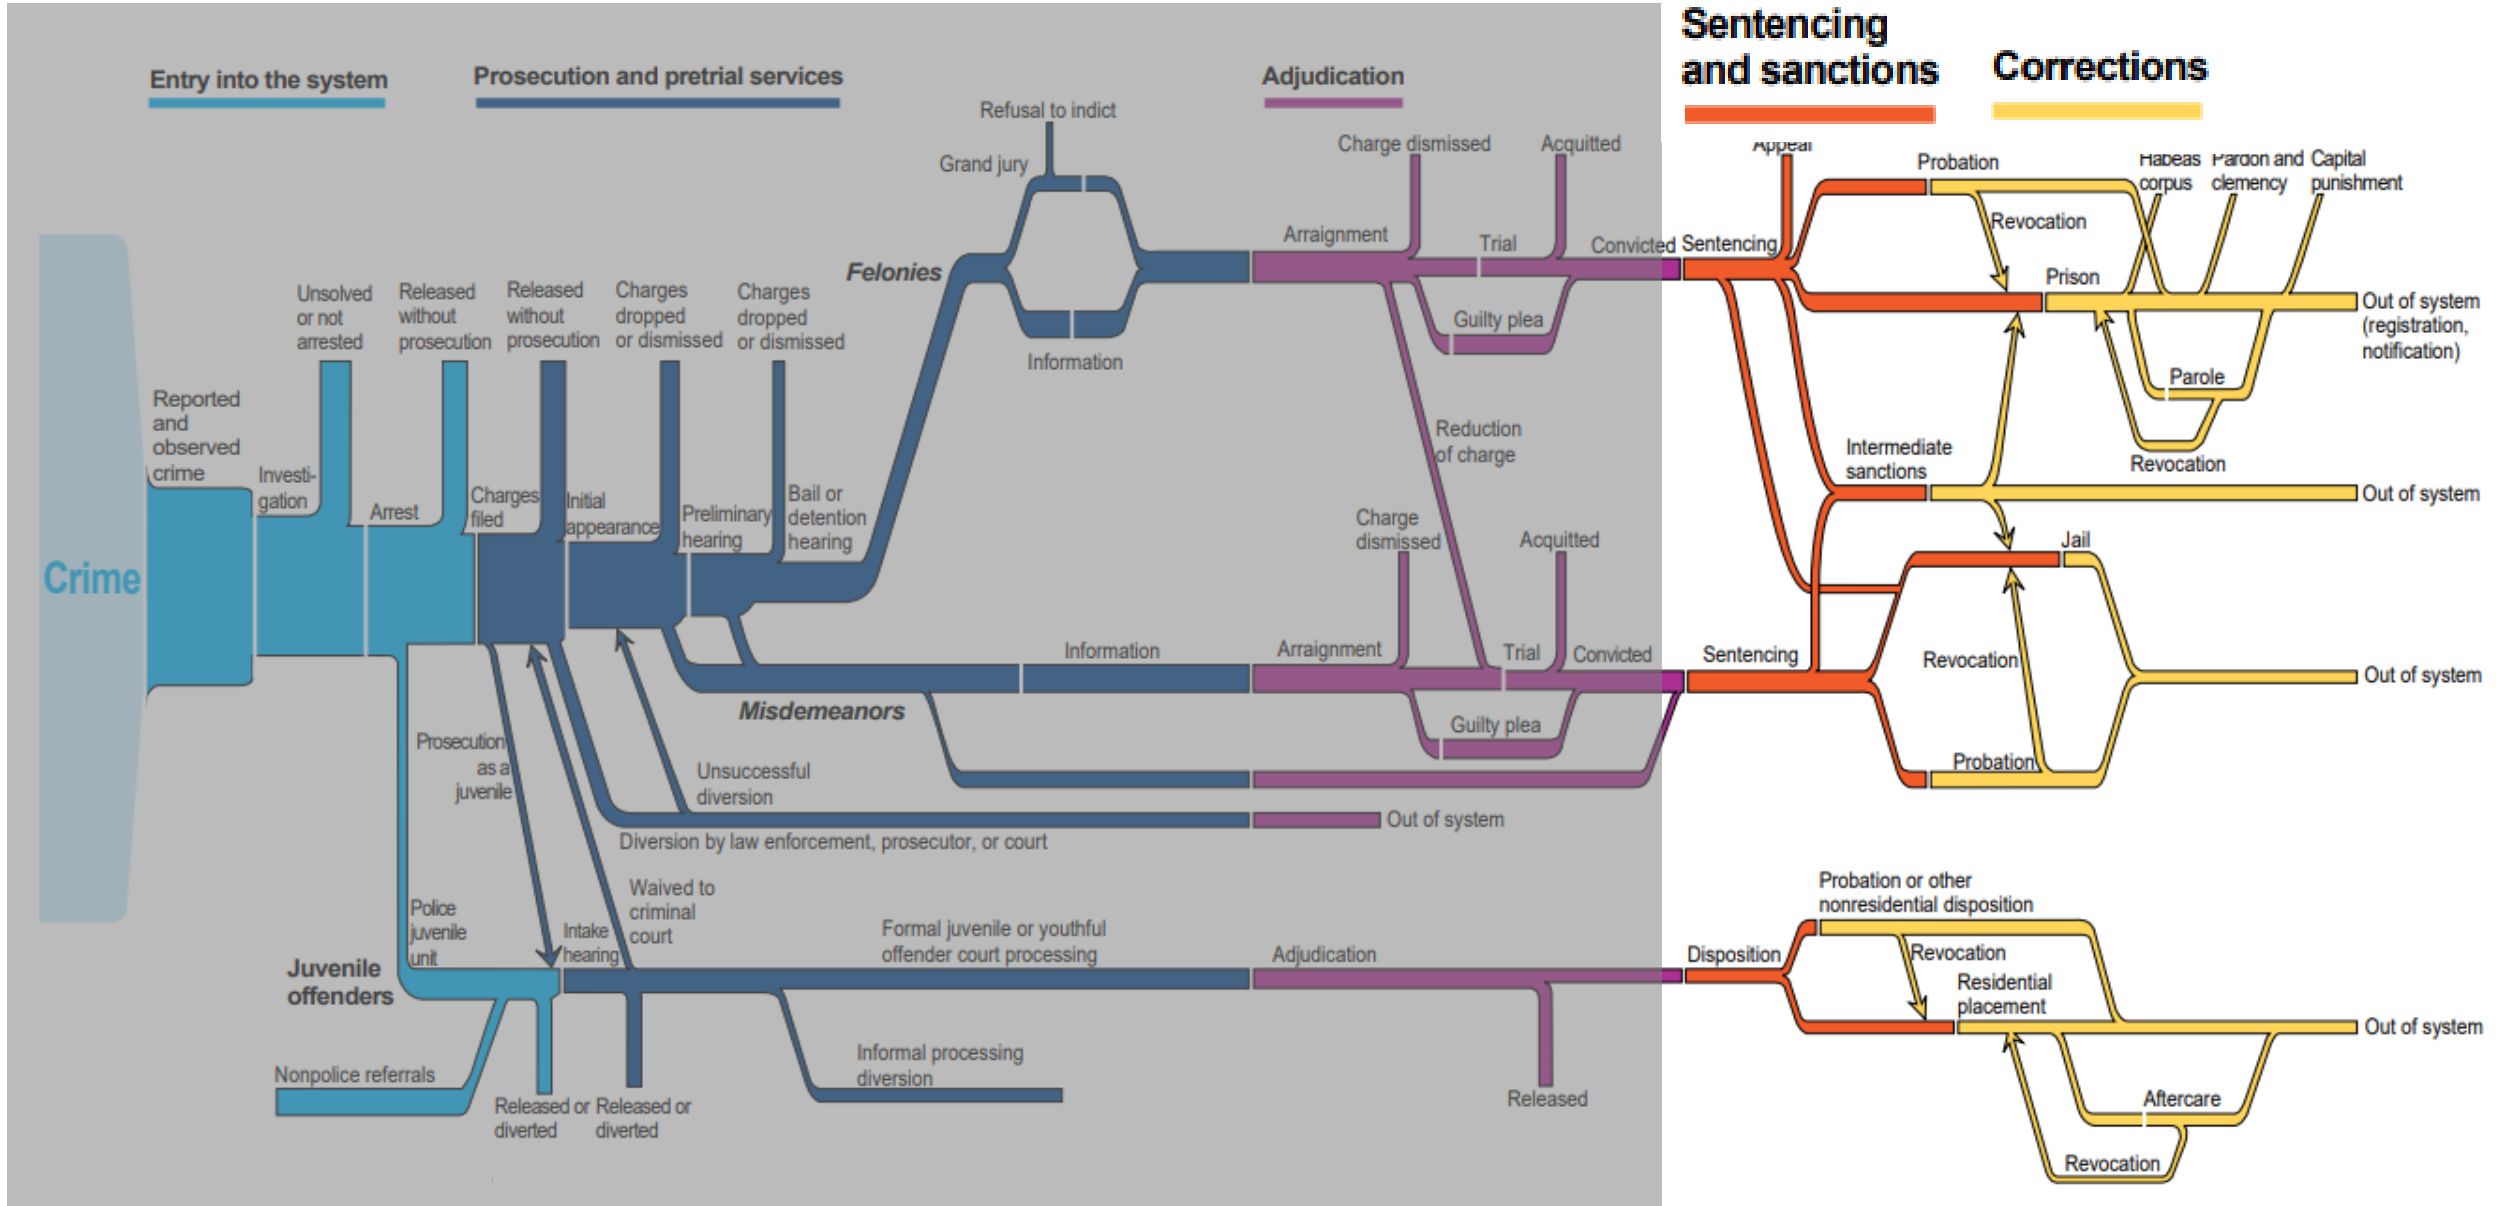 Sentencing
and sanctions
Corrections
Entry into the system
Prosecution and pretrial services
Adjudication
Refusal to indict
Grand jury
Charge dismissed
Acquitted
Appeal
Probation
Habeas
corpus
Pardon and
clemency
Capital
punishment
Revocation
Arraignment
Trial
Convicted
Sentencing
Felonies
Prison
Out of system
(registration,
notification)
Unsolved
or not
arrested
Released
without
prosecution
Released
without
prosecution
Charges
dropped
or dismissed
Charges
dropped
or dismissed
Guilty plea
Information
Parole
Reported
and
observed
crime
Reduction
of charge
Intermediate
sanctions
Revocation
Investi-
gation
Arrest
Charges
filed
Initial
appearance
Preliminary
hearing
Bail or
detention
hearing
Out of system
Charge
dismissed
Acquitted
Jail
Crime
Information
Arraignment
Trial
Convicted
Sentencing
Revocation
Out of system
Misdemeanors
Guilty plea
Prosecution
as a
juvenile
Unsuccessful
diversion
Probation
Out of system
Diversion by law enforcement, prosecutor, or court
Waived to
criminal
court
Probation or other
nonresidential disposition
Police
juvenile
unit
Intake
hearing
Formal juvenile or youthful
offender court processing
Adjudication
Disposition
Revocation
Juvenile
offenders
Residential
placement
Out of system
Informal processing
diversion
Nonpolice referrals
Released or
diverted
Released or
diverted
Released
Aftercare
Revocation